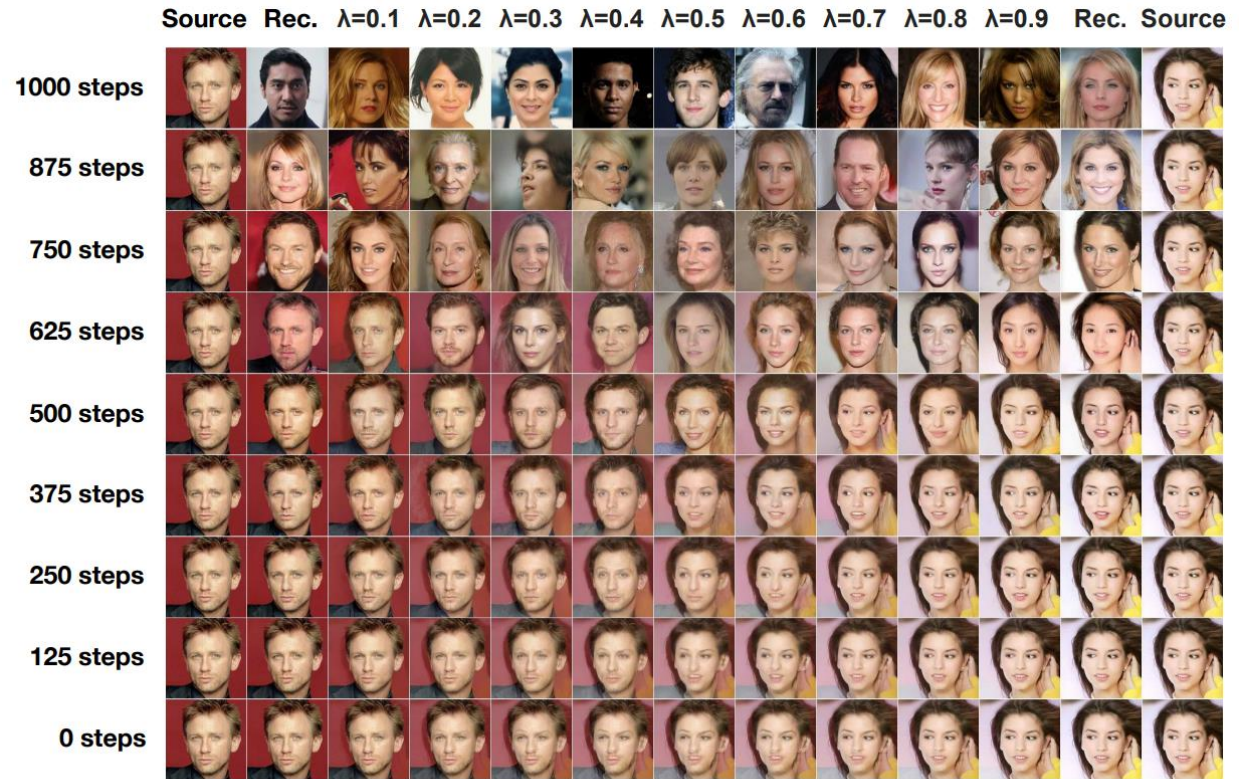 Source Rec. λ=0.1 λ=0.2 λ=0.3 λ=0.4 λ=0.5 λ=0.6 λ=0.7 λ=0.8 λ=0.9 Rec. Source
1000 steps
875 steps
750 steps
625 steps
500 steps
375 steps
250 steps
125 steps
0 steps